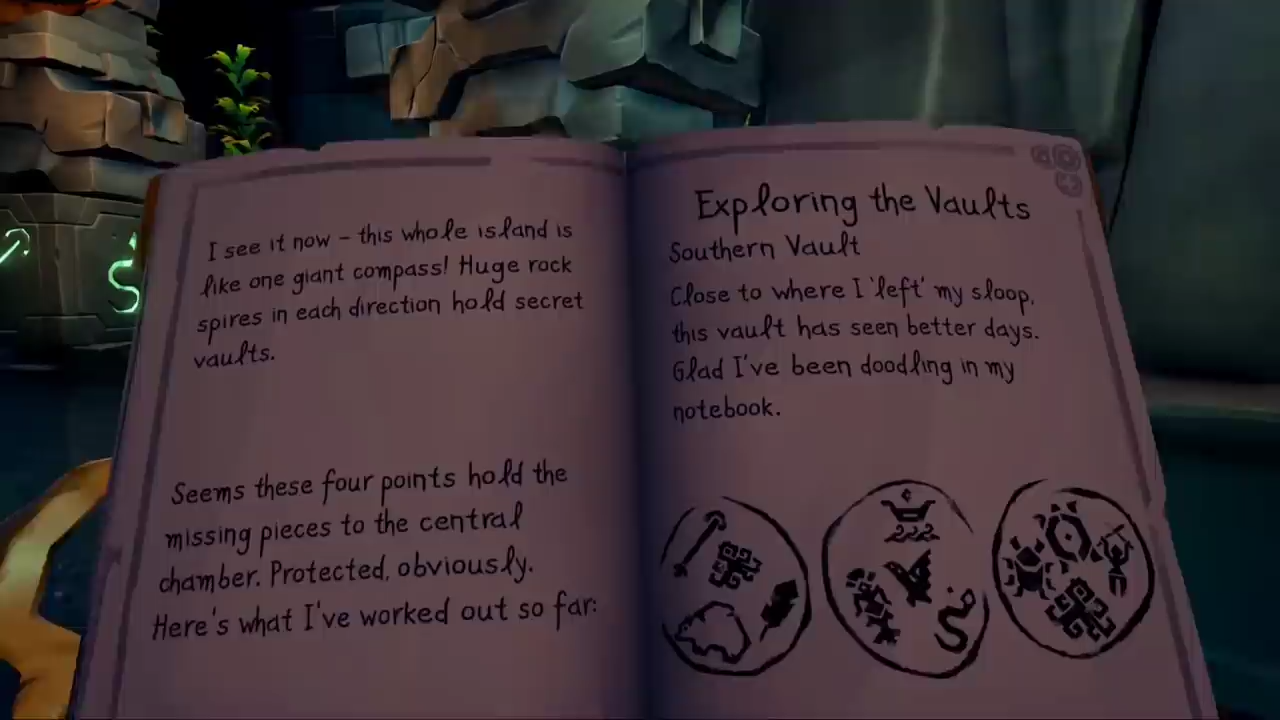 I see it now – this whole island is
like one giant compass! Huge rock
spires in each direction hold secret
vaults.
Seems these four points hold the
missing pieces to the central
chamber. Protected, obviously.
Here's what I've worked out so far:
Exploring the Vaults
Southern Vault
Close to where I 'left' my sloop,
this vault has seen better days.
Glad I've been doodling in my
notebook.